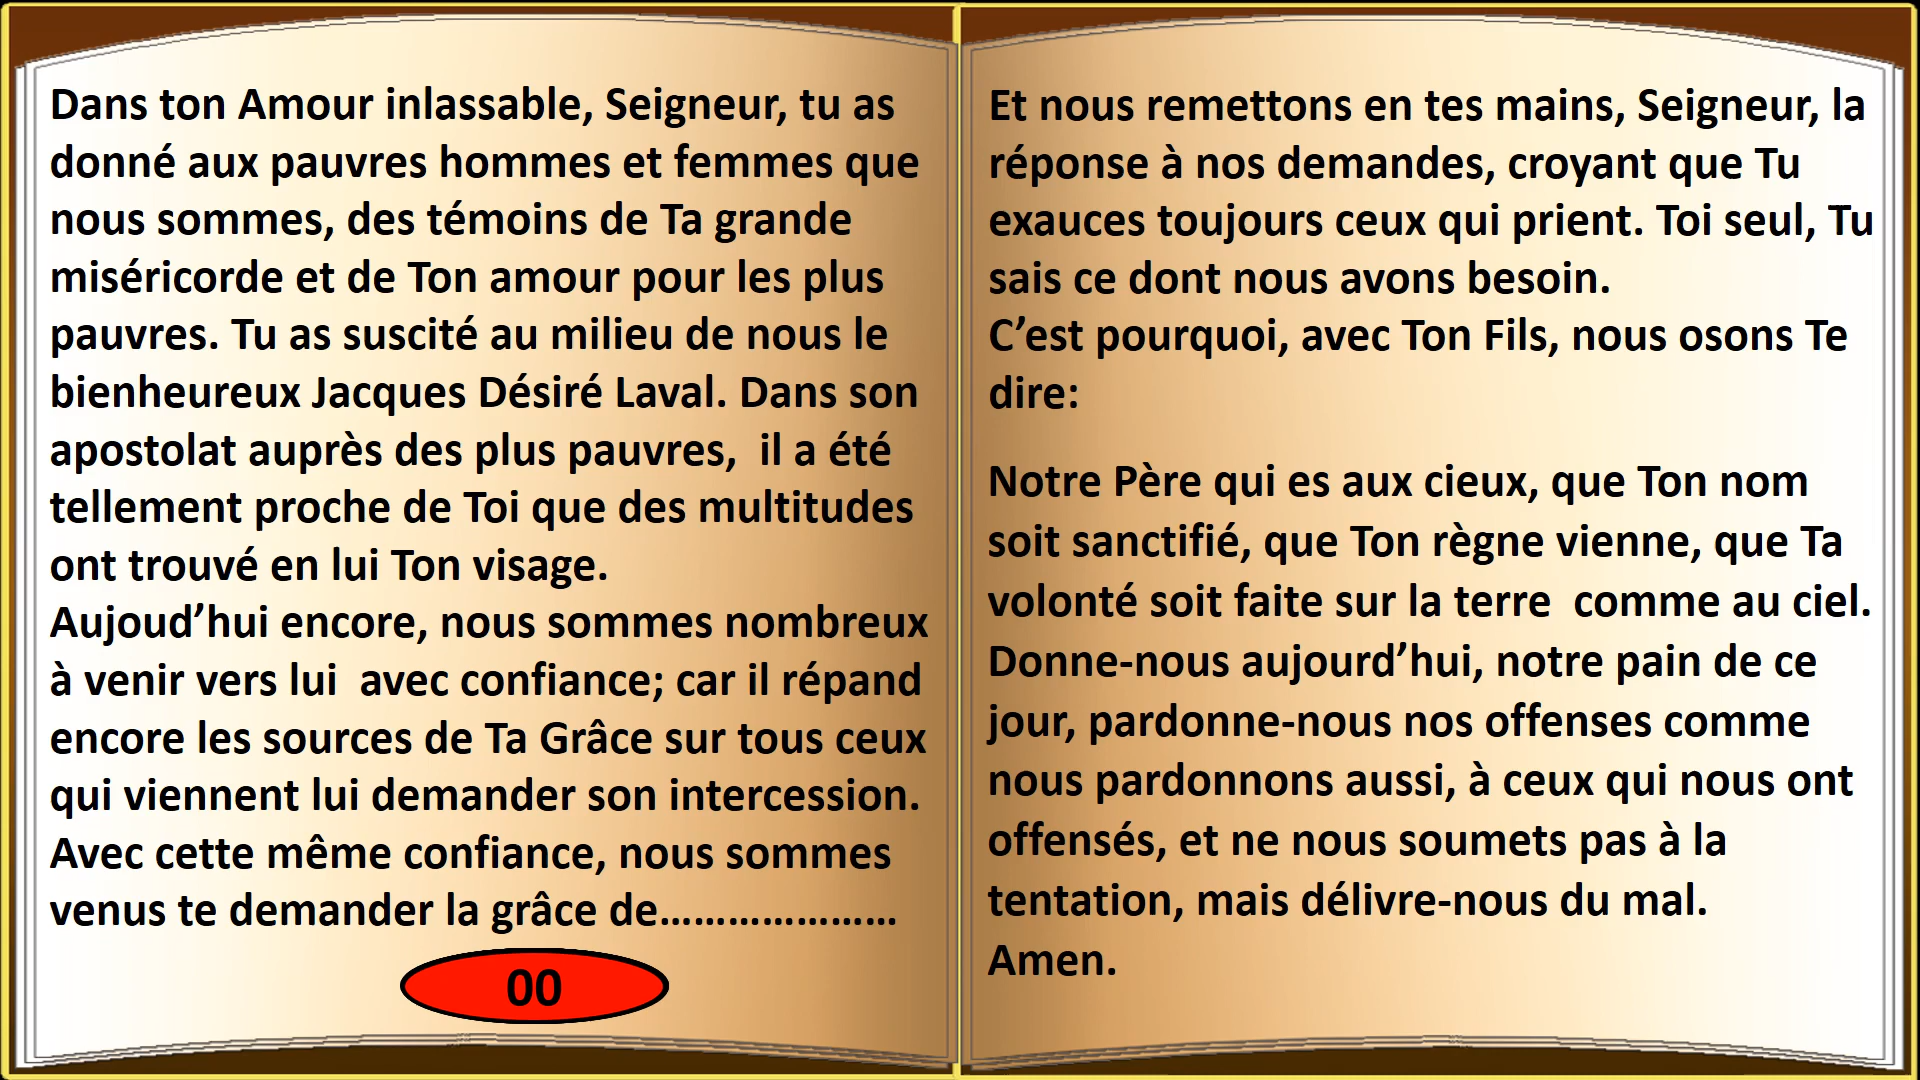 Dans ton Amour inlassable, Seigneur, tu as
donné aux pauvres hommes et femmes que
nous sommes, des témoins de Ta grande
miséricorde et de Ton amour pour les plus
pauvres. Tu as suscité au milieu de nous le
bienheureux Jacques Désiré Laval. Dans son
apostolat auprès des plus pauvres,  il a été
tellement proche de Toi que des multitudes
ont trouvé en lui Ton visage.
Aujoud’hui encore, nous sommes nombreux
à venir vers lui  avec confiance; car il répand
encore les sources de Ta Grâce sur tous ceux
qui viennent lui demander son intercession.
Avec cette même confiance, nous sommes
venus te demander la grâce de…………………
00
Et nous remettons en tes mains, Seigneur, la
réponse à nos demandes, croyant que Tu
exauces toujours ceux qui prient. Toi seul, Tu
sais ce dont nous avons besoin.
C’est pourquoi, avec Ton Fils, nous osons Te
dire:
Notre Père qui es aux cieux, que Ton nom
soit sanctifié, que Ton règne vienne, que Ta
volonté soit faite sur la terre  comme au ciel.
Donne-nous aujourd’hui, notre pain de ce
jour, pardonne-nous nos offenses comme
nous pardonnons aussi, à ceux qui nous ont
offensés, et ne nous soumets pas à la
tentation, mais délivre-nous du mal.
Amen.